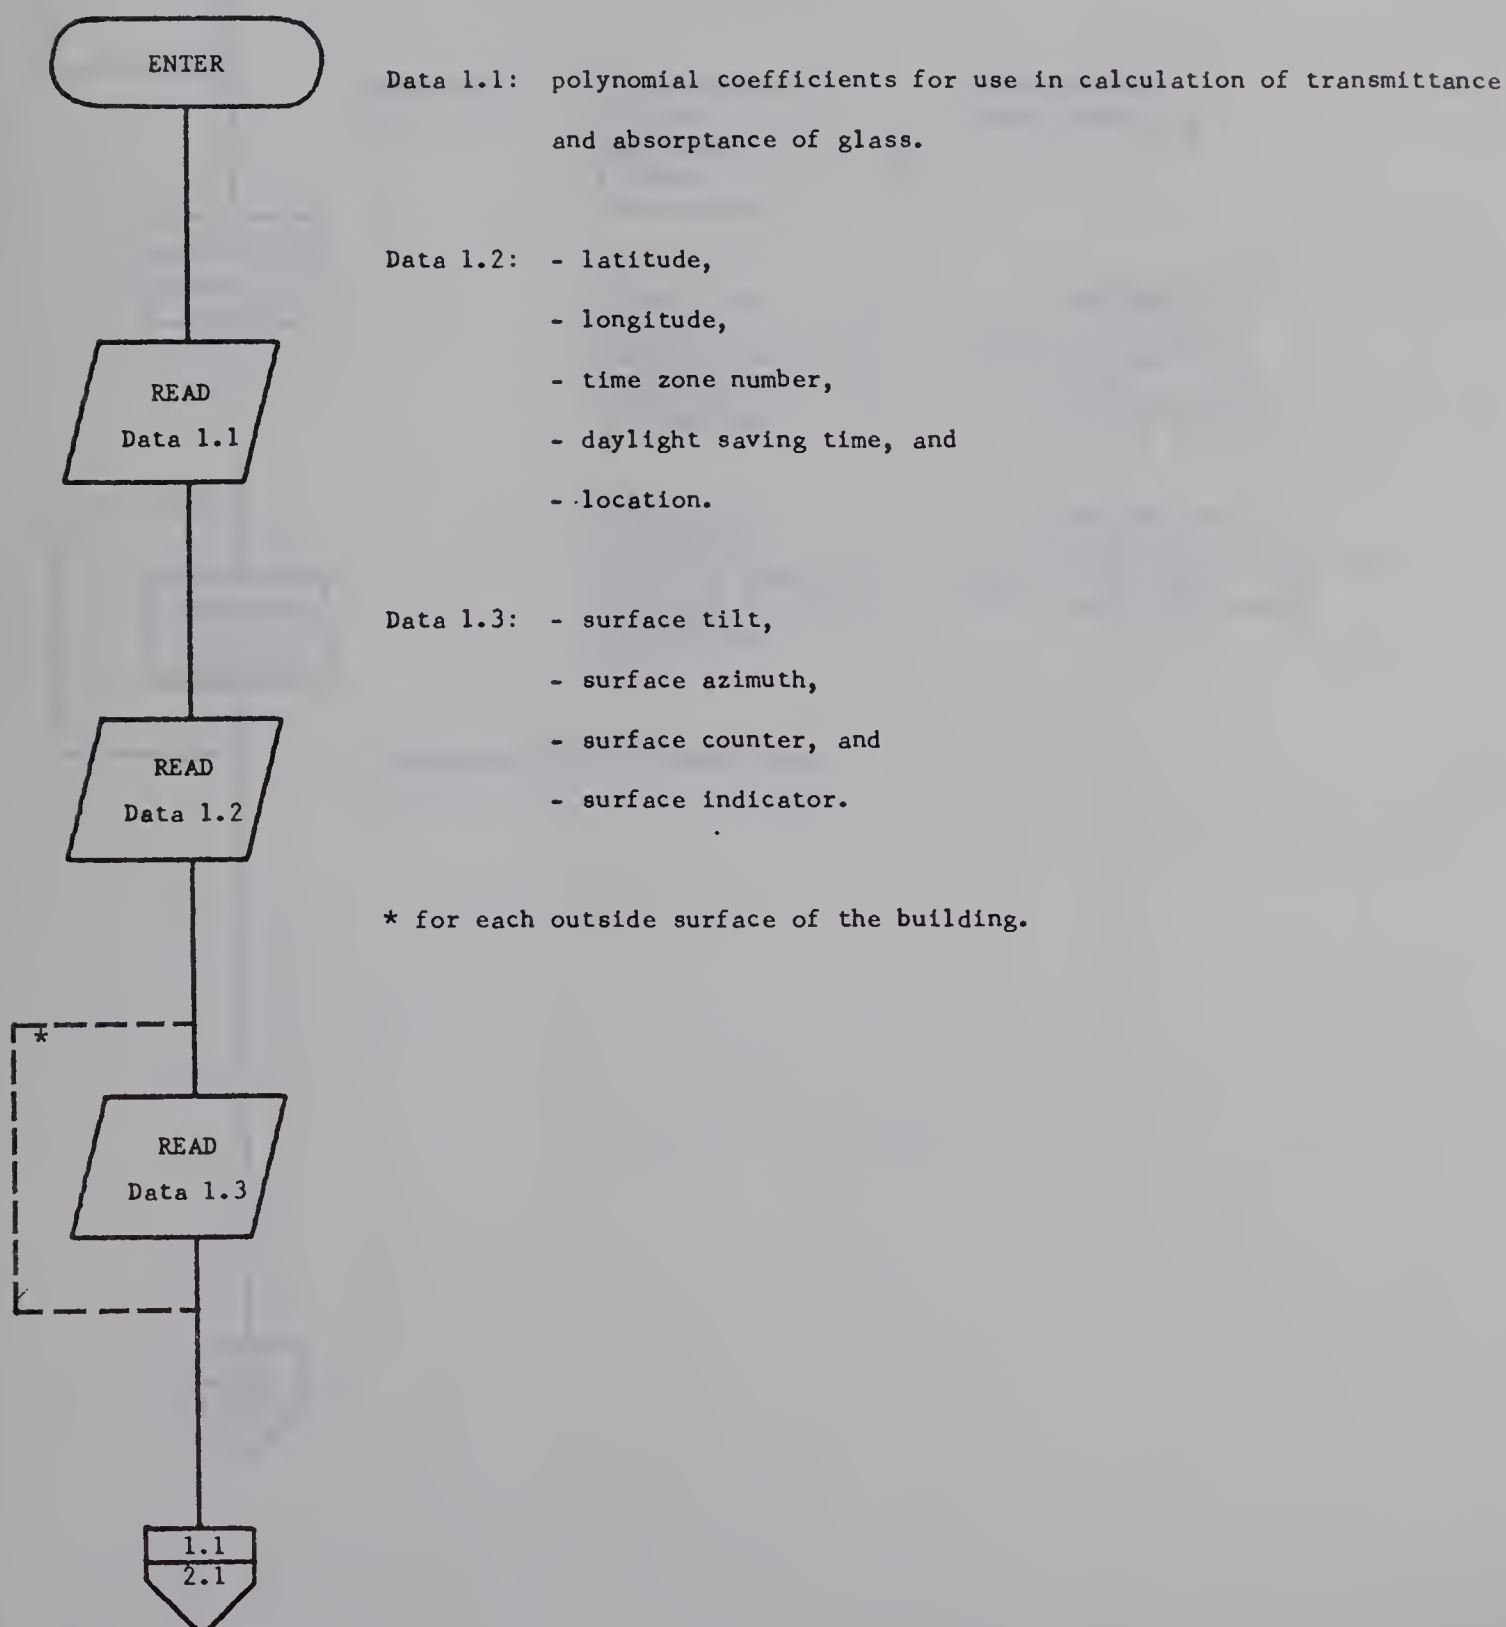 ENTER
Data 1.1: polynomial coefficients for use in calculation of transmittance
and absorptance of glass.
Data 1.2: - latitude,
- longitude,
- time zone number,
- daylight saving time, and
- location.
READ
Data 1.1
Data 1.3: - surface tilt,
- surface azimuth,
- surface counter, and
- surface indicator.
READ
Data 1.2
* for each outside surface of the building.
*
READ
Data 1.3
1.1
2.1